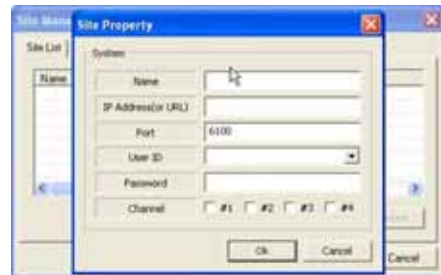 Site Mana
Site Property
Site List
System
Name
Name
IP Address(or URL)
Port
6100
User ID
Password
Channel
#1 #2 #3 #4
Ok
Cancel
Cancel